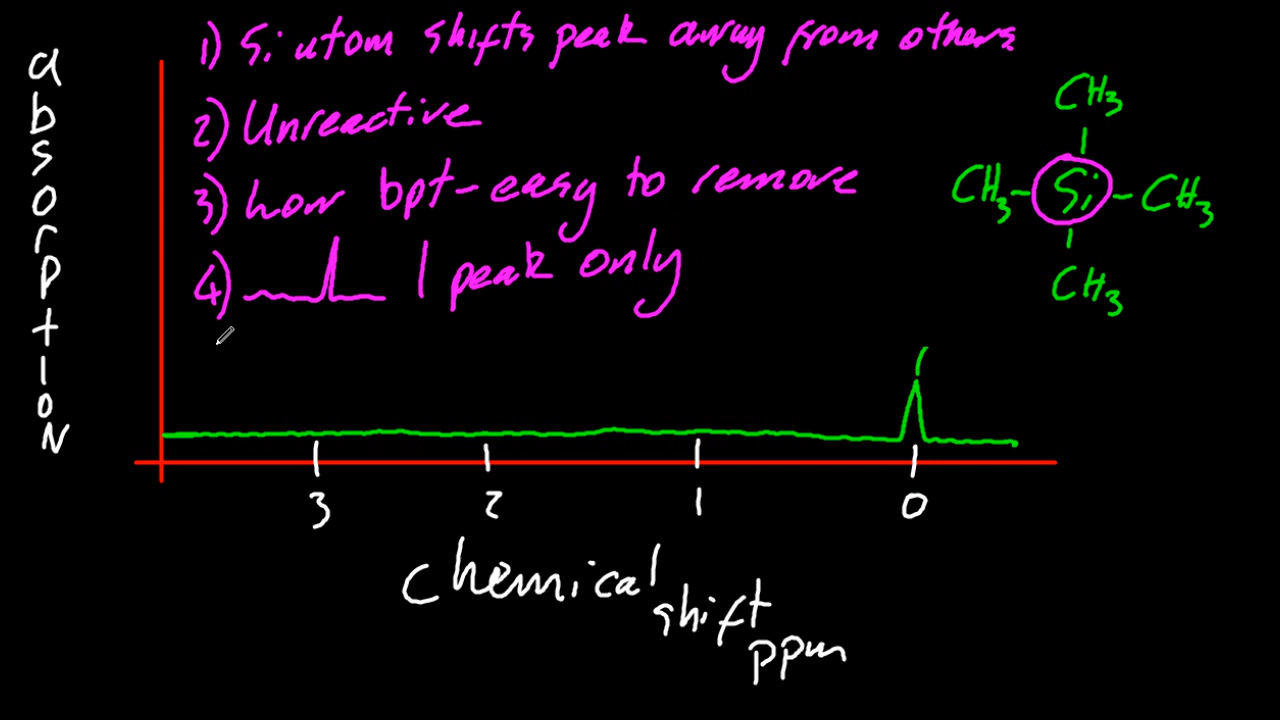 absorptioN
1) Si atom shifts peak away from others
2) Unreactive
3) low bpt-easy to remove
4) 1 peak only
CH3
CH3-Si-CH3
CH3
3 2 1 0
chemical shift ppm